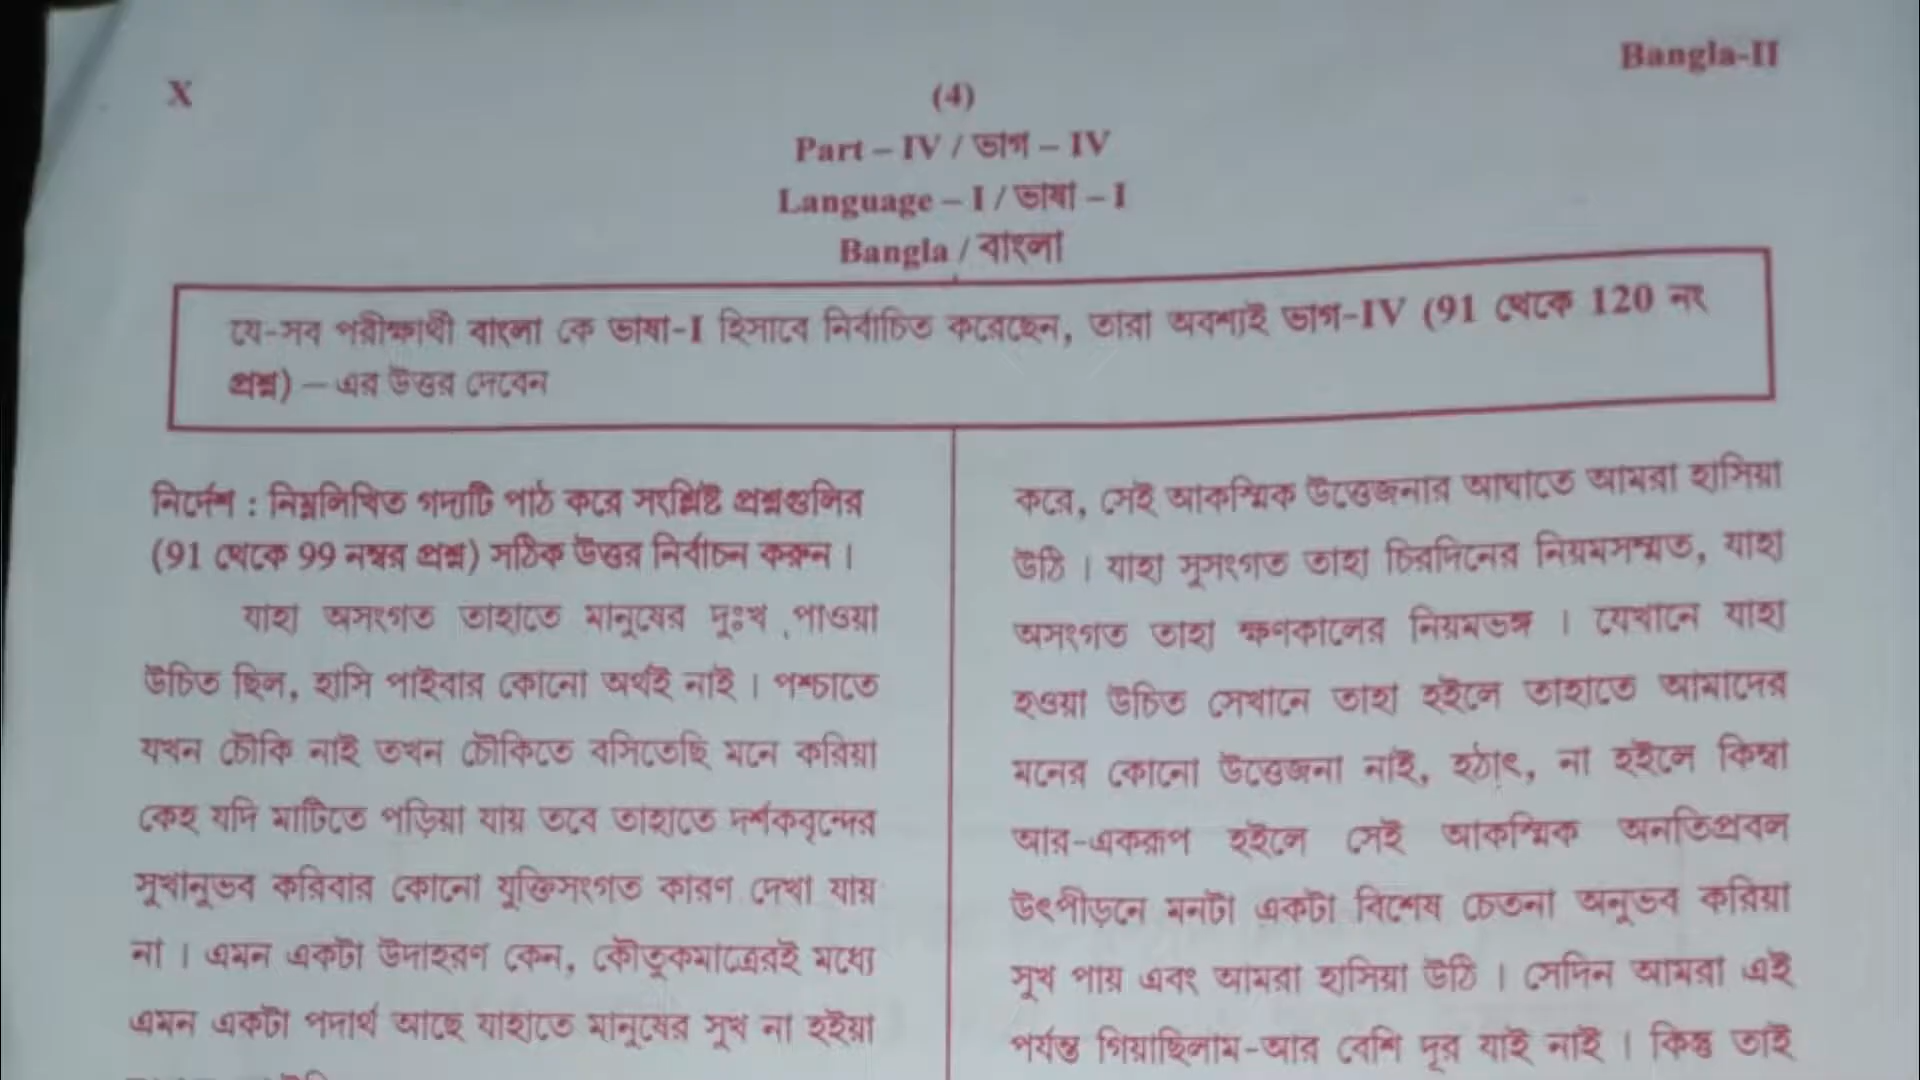 Bangla-II
X
(4)
Part – IV / ভাগ – IV
Language – I / ভাষা – I
Bangla / বাংলা
যে-সব পরীক্ষার্থী বাংলা কে ভাষা-I হিসাবে নির্বাচিত করেছেন, তারা অবশ্যই ভাগ-IV (91 থেকে 120 নং
প্রশ্ন) – এর উত্তর দেবেন
নির্দেশ : নিম্নলিখিত গদ্যটি পাঠ করে সংশ্লিষ্ট প্রশ্নগুলির
(91 থেকে 99 নম্বর প্রশ্ন) সঠিক উত্তর নির্বাচন করুন ।
যাহা অসংগত তাহাতে মানুষের দুঃখ পাওয়া
উচিত ছিল, হাসি পাইবার কোনো অর্থই নাই । পশ্চাতে
যখন চৌকি নাই তখন চৌকিতে বসিতেছি মনে করিয়া
কেহ যদি মাটিতে পড়িয়া যায় তবে তাহাতে দর্শকবৃন্দের
সুখানুভব করিবার কোনো যুক্তিসংগত কারণ দেখা যায়
না । এমন একটা উদাহরণ কেন, কৌতুকমাত্রেরই মধ্যে
এমন একটা পদার্থ আছে যাহাতে মানুষের সুখ না হইয়া
করে, সেই আকস্মিক উত্তেজনার আঘাতে আমরা হাসিয়া
উঠি । যাহা সুসংগত তাহা চিরদিনের নিয়মসম্মত, যাহা
অসংগত তাহা ক্ষণকালের নিয়মভঙ্গ । যেখানে যাহা
হওয়া উচিত সেখানে তাহা হইলে তাহাতে আমাদের
মনের কোনো উত্তেজনা নাই, হঠাৎ, না হইলে কিম্বা
আর-একরূপ হইলে সেই আকস্মিক অনতিপ্রবল
উৎপীড়নে মনটা একটা বিশেষ চেতনা অনুভব করিয়া
সুখ পায় এবং আমরা হাসিয়া উঠি । সেদিন আমরা এই
পর্যন্ত গিয়াছিলাম-আর বেশি দূর যাই নাই । কিন্তু তাই